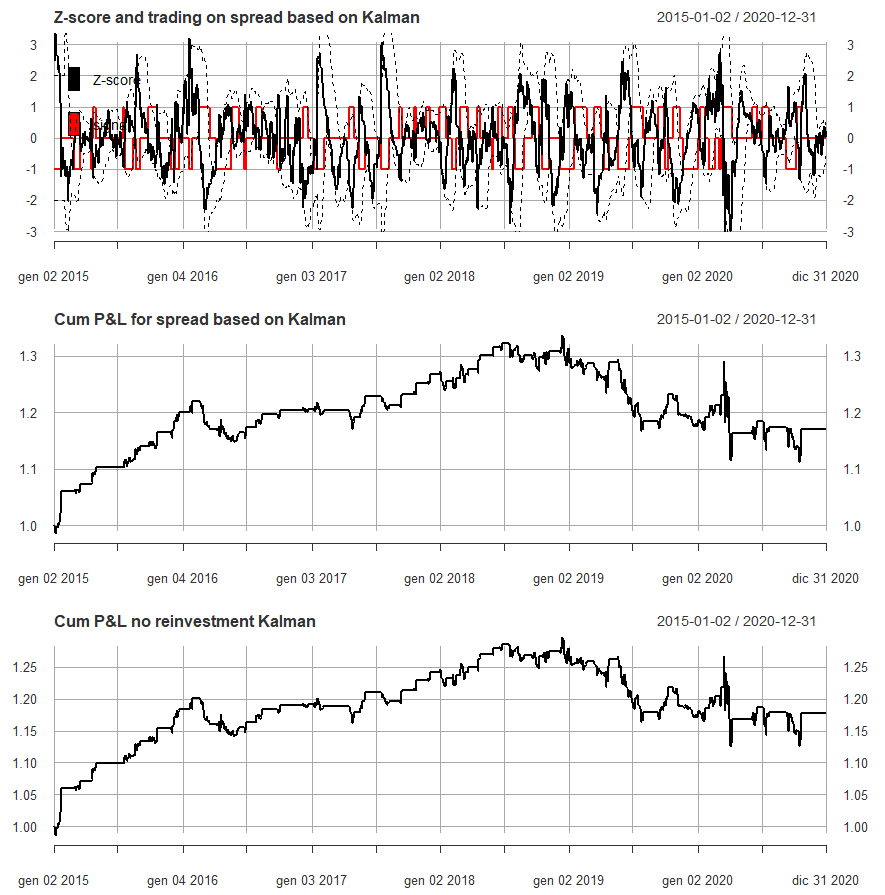 Z-score and trading on spread based on Kalman 2015-01-02 / 2020-12-31
3 3
2 2
Z-score
1 1
signal
0 0
-1 -1
-2 -2
-3 -3
gen 02 2015 gen 04 2016 gen 03 2017 gen 02 2018 gen 02 2019 gen 02 2020 dic 31 2020
Cum P&L for spread based on Kalman 2015-01-02 / 2020-12-31
1.3 1.3
1.2 1.2
1.1 1.1
1.0 1.0
gen 02 2015 gen 04 2016 gen 03 2017 gen 02 2018 gen 02 2019 gen 02 2020 dic 31 2020
Cum P&L no reinvestment Kalman 2015-01-02 / 2020-12-31
1.25 1.25
1.20 1.20
1.15 1.15
1.10 1.10
1.05 1.05
1.00 1.00
gen 02 2015 gen 04 2016 gen 03 2017 gen 02 2018 gen 02 2019 gen 02 2020 dic 31 2020